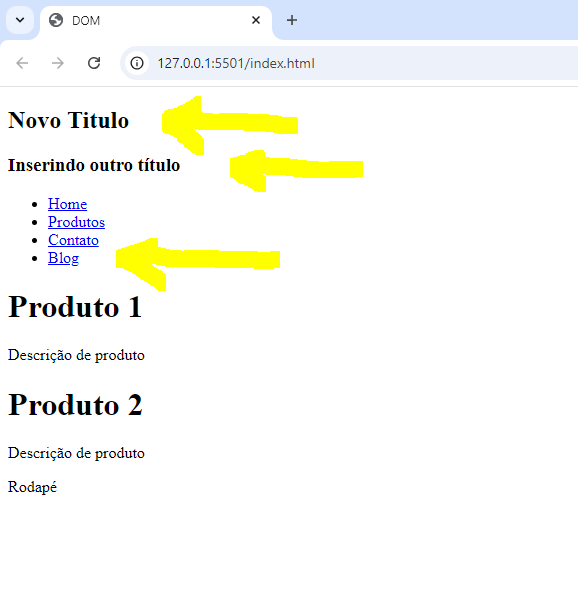 DOM
127.0.0.1:5501/index.html
Novo Titulo
Inserindo outro título
Home
Produtos
Contato
Blog
Produto 1
Descrição de produto
Produto 2
Descrição de produto
Rodapé